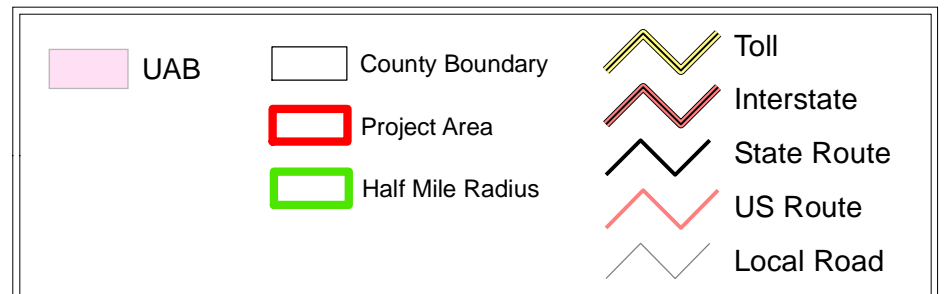 UAB
County Boundary
Project Area
Half Mile Radius
Toll
Interstate
State Route
US Route
Local Road